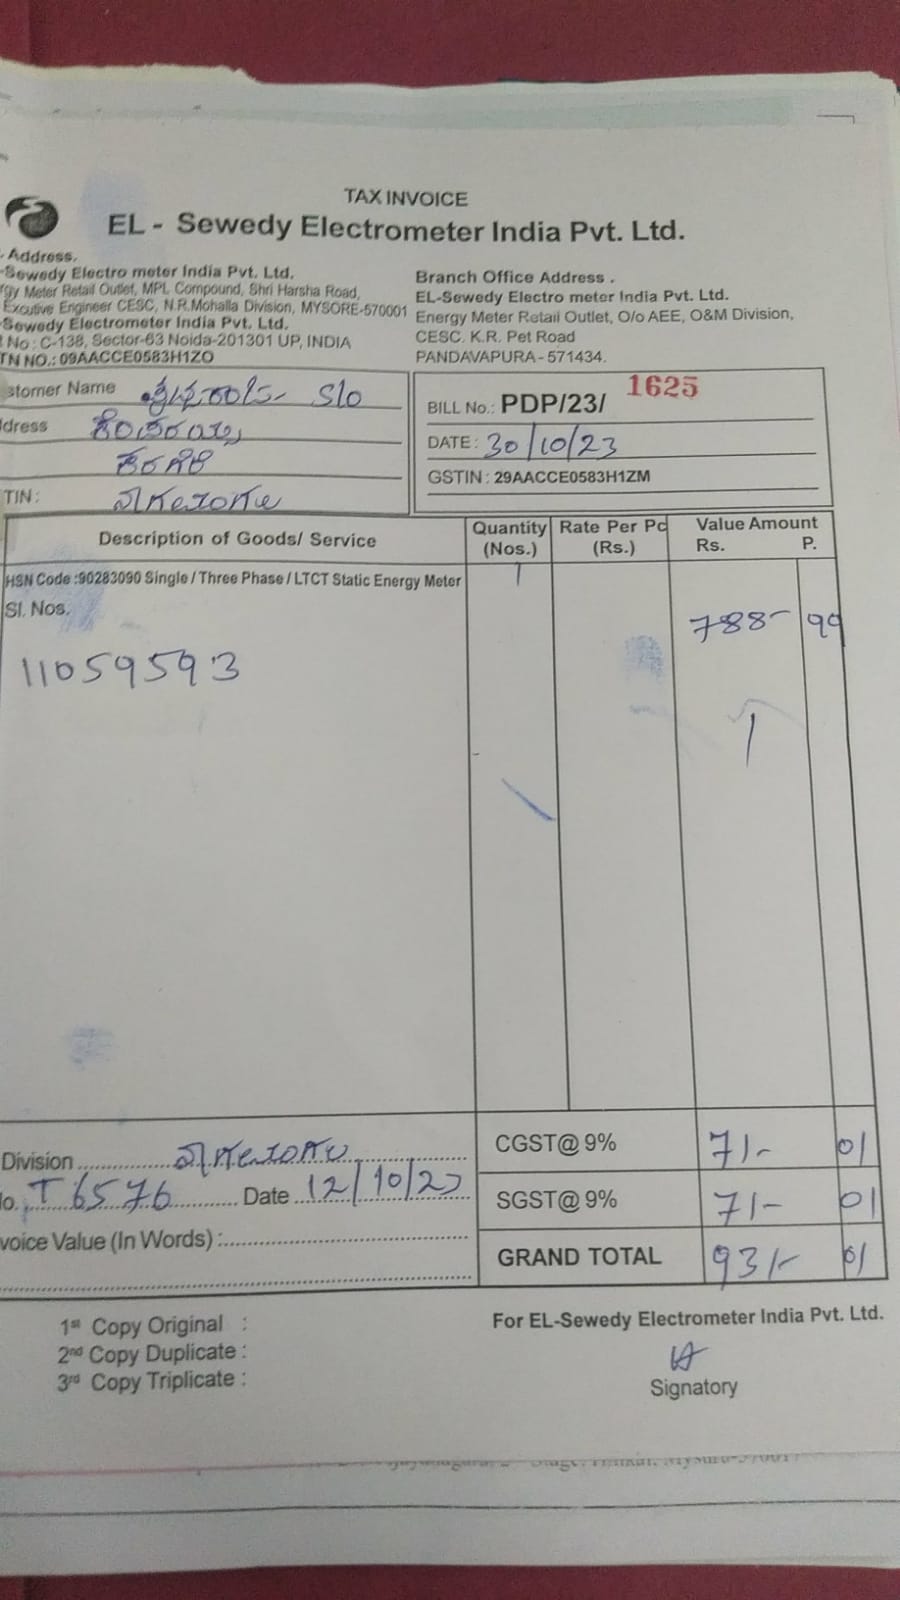 TAX INVOICE
EL - Sewedy Electrometer India Pvt. Ltd.
Address.
-Sewedy Electro meter India Pvt. Ltd.
gy Meter Retail Outlet, MPL Compound, Shri Harsha Road,
Excutive Engineer CESC, N.R.Mohalla Division, MYSORE-570001
Sewedy Electrometer India Pvt. Ltd.
No : C-138, Sector-63 Noida-201301 UP, INDIA
TN NO.: 09AACCE0583H1ZO
Branch Office Address .
EL-Sewedy Electro meter India Pvt. Ltd.
Energy Meter Retail Outlet, O/o AEE, O&M Division,
CESC. K.R. Pet Road
PANDAVAPURA - 571434.
stomer Name S/o
ddress
TIN :
BILL No.: PDP/23/ 1625
DATE : 30/10/23
GSTIN : 29AACCE0583H1ZM
Description of Goods/ Service
Quantity (Nos.)
Rate Per Pc (Rs.)
Value Amount
Rs. P.
HSN Code :90283090 Single / Three Phase / LTCT Static Energy Meter 1
Sl. Nos.
788- 99
11059593
Division
o. T 6576 Date 12/10/23
voice Value (In Words) :
CGST@ 9% 71- 01
SGST@ 9% 71- 01
GRAND TOTAL 931- 01
1st Copy Original :
2nd Copy Duplicate :
3rd Copy Triplicate :
For EL-Sewedy Electrometer India Pvt. Ltd.
Signatory